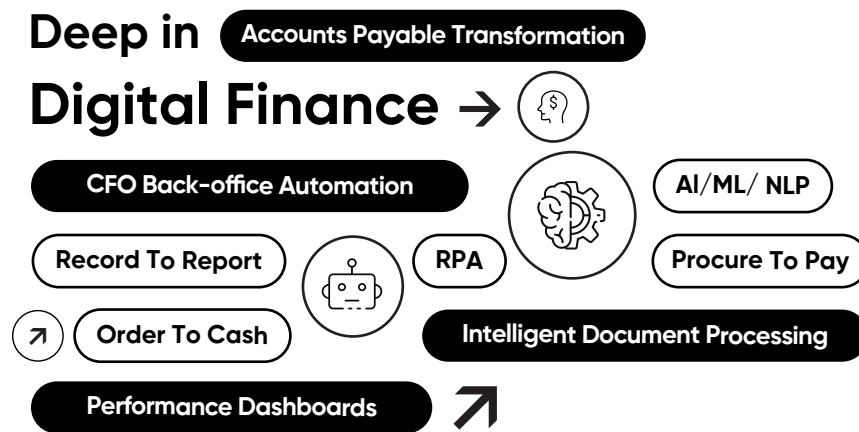 Deep in Accounts Payable Transformation
Digital Finance
$
CFO Back-office Automation
AI/ML/ NLP
Record To Report
RPA
Procure To Pay
Order To Cash
Intelligent Document Processing
Performance Dashboards